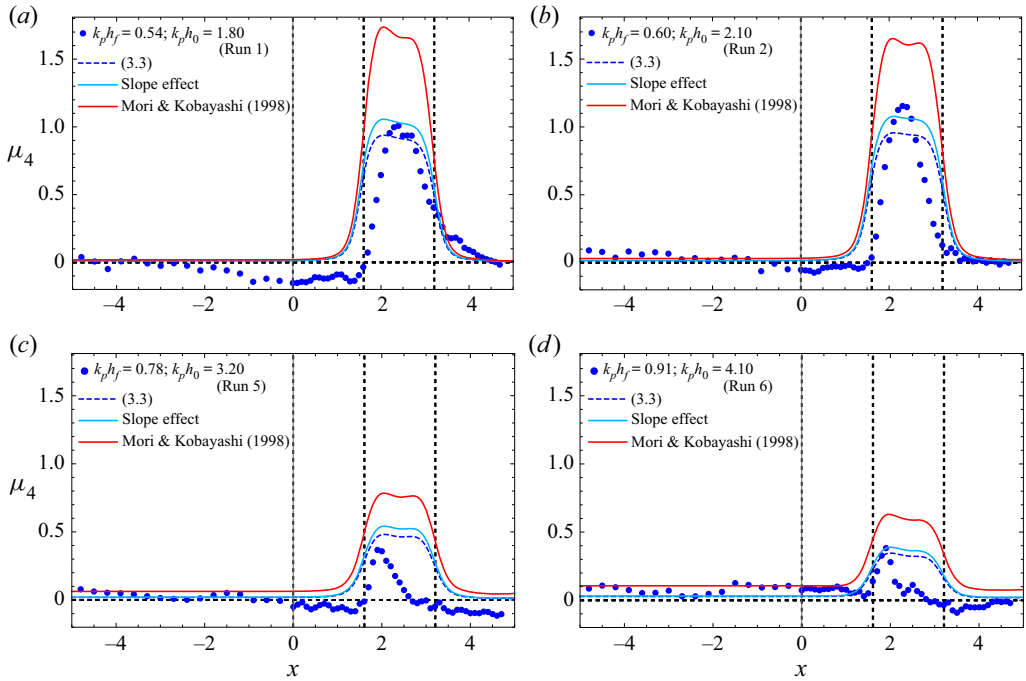 (a)
k_p h_f = 0.54; k_p h_0 = 1.80
(Run 1)
(3.3)
Slope effect
Mori & Kobayashi (1998)
1.5
1.0
μ_4
0.5
0
−4 −2 0 2 4
(b)
k_p h_f = 0.60; k_p h_0 = 2.10
(Run 2)
(3.3)
Slope effect
Mori & Kobayashi (1998)
1.5
1.0
0.5
0
−4 −2 0 2 4
(c)
k_p h_f = 0.78; k_p h_0 = 3.20
(Run 5)
(3.3)
Slope effect
Mori & Kobayashi (1998)
1.5
1.0
μ_4
0.5
0
−4 −2 0 2 4
x
(d)
k_p h_f = 0.91; k_p h_0 = 4.10
(Run 6)
(3.3)
Slope effect
Mori & Kobayashi (1998)
1.5
1.0
0.5
0
−4 −2 0 2 4
x